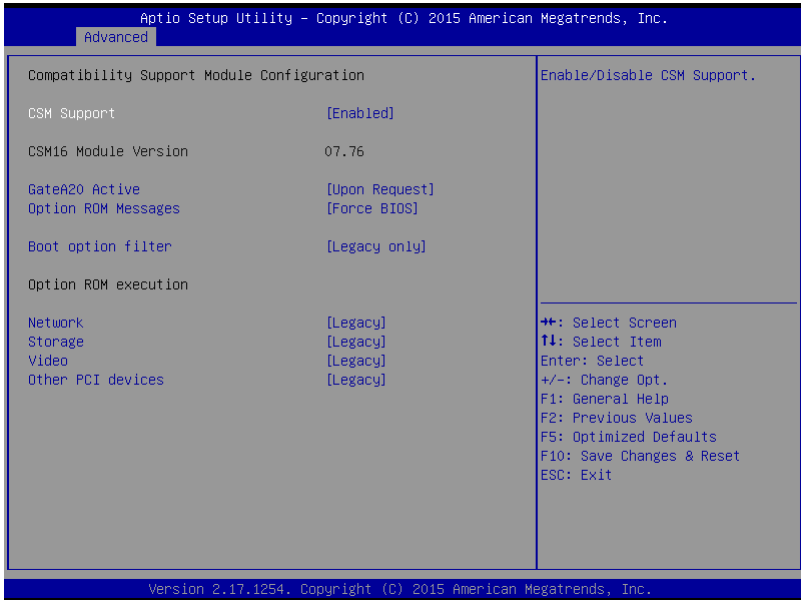 Aptio Setup Utility – Copyright (C) 2015 American Megatrends, Inc.
Advanced
Compatibility Support Module Configuration
CSM Support [Enabled]
CSM16 Module Version 07.76
GateA20 Active [Upon Request]
Option ROM Messages [Force BIOS]
Boot option filter [Legacy only]
Option ROM execution
Network [Legacy]
Storage [Legacy]
Video [Legacy]
Other PCI devices [Legacy]
Enable/Disable CSM Support.
→←: Select Screen
↑↓: Select Item
Enter: Select
+/-: Change Opt.
F1: General Help
F2: Previous Values
F5: Optimized Defaults
F10: Save Changes & Reset
ESC: Exit
Version 2.17.1254. Copyright (C) 2015 American Megatrends, Inc.